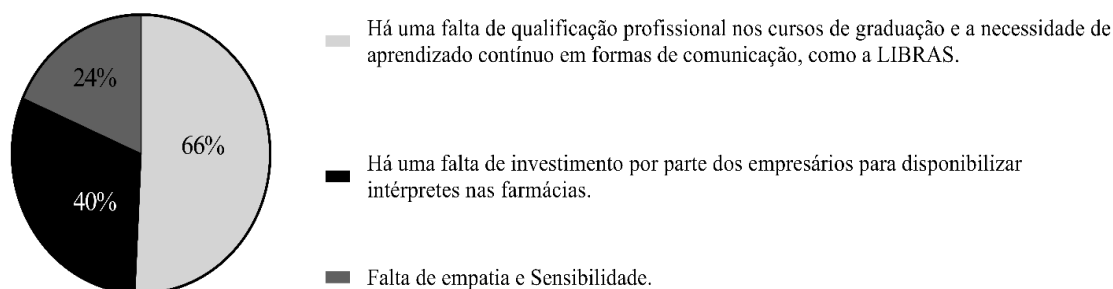 24%
66%
40%
Há uma falta de qualificação profissional nos cursos de graduação e a necessidade de
aprendizado contínuo em formas de comunicação, como a LIBRAS.
Há uma falta de investimento por parte dos empresários para disponibilizar
intérpretes nas farmácias.
Falta de empatia e Sensibilidade.